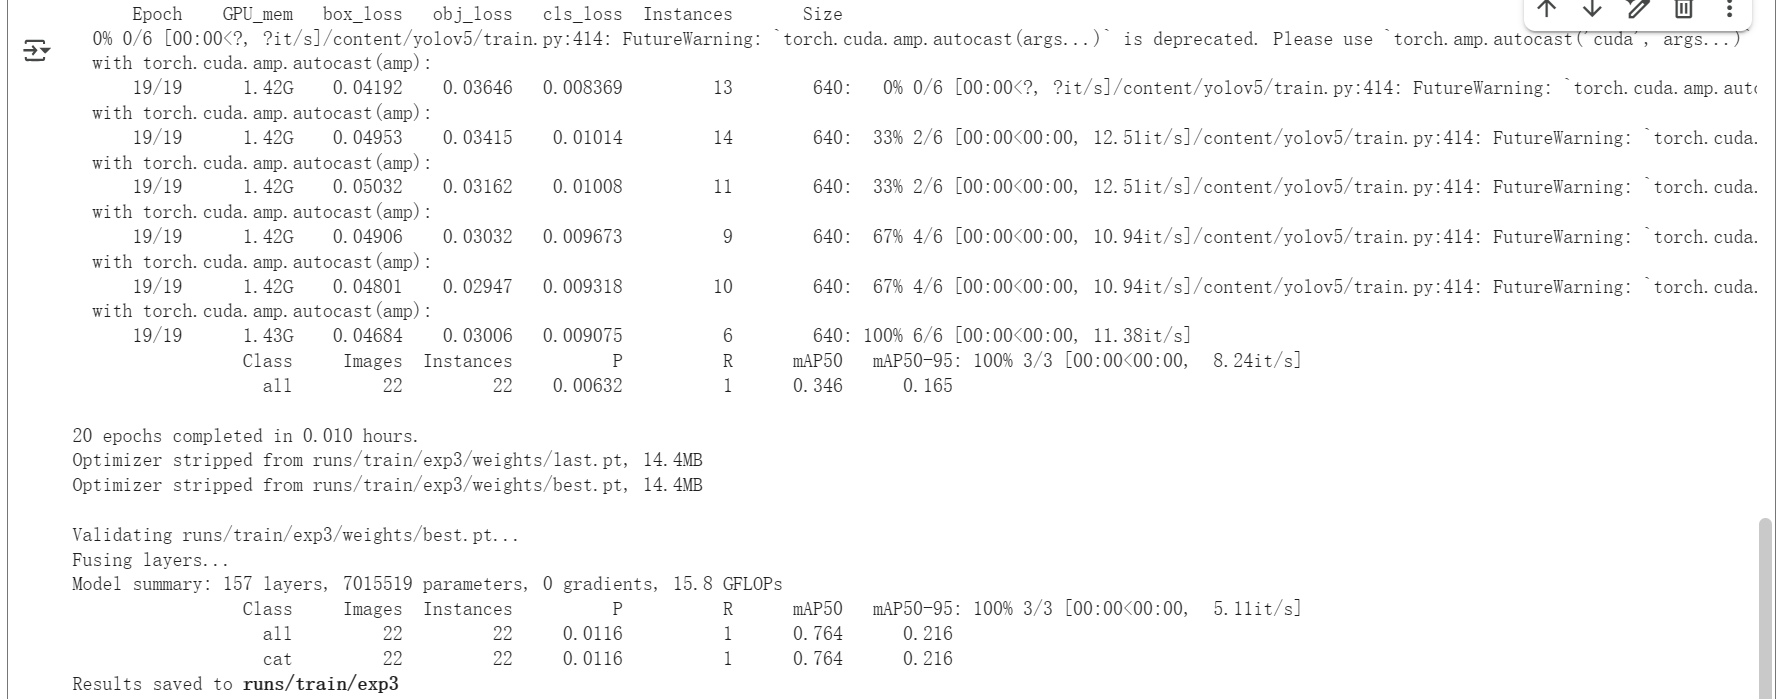 Epoch GPU_mem box_loss obj_loss cls_loss Instances Size
0% 0/6 [00:00<?, ?it/s]/content/yolov5/train.py:414: FutureWarning: `torch.cuda.amp.autocast(args...)` is deprecated. Please use `torch.amp.autocast('cuda', args...)`
with torch.cuda.amp.autocast(amp):
19/19 1.42G 0.04192 0.03646 0.008369 13 640: 0% 0/6 [00:00<?, ?it/s]/content/yolov5/train.py:414: FutureWarning: `torch.cuda.amp.auto
with torch.cuda.amp.autocast(amp):
19/19 1.42G 0.04953 0.03415 0.01014 14 640: 33% 2/6 [00:00<00:00, 12.51it/s]/content/yolov5/train.py:414: FutureWarning: `torch.cuda.
with torch.cuda.amp.autocast(amp):
19/19 1.42G 0.05032 0.03162 0.01008 11 640: 33% 2/6 [00:00<00:00, 12.51it/s]/content/yolov5/train.py:414: FutureWarning: `torch.cuda.
with torch.cuda.amp.autocast(amp):
19/19 1.42G 0.04906 0.03032 0.009673 9 640: 67% 4/6 [00:00<00:00, 10.94it/s]/content/yolov5/train.py:414: FutureWarning: `torch.cuda.
with torch.cuda.amp.autocast(amp):
19/19 1.42G 0.04801 0.02947 0.009318 10 640: 67% 4/6 [00:00<00:00, 10.94it/s]/content/yolov5/train.py:414: FutureWarning: `torch.cuda.
with torch.cuda.amp.autocast(amp):
19/19 1.43G 0.04684 0.03006 0.009075 6 640: 100% 6/6 [00:00<00:00, 11.38it/s]
Class Images Instances P R mAP50 mAP50-95: 100% 3/3 [00:00<00:00, 8.24it/s]
all 22 22 0.00632 1 0.346 0.165
20 epochs completed in 0.010 hours.
Optimizer stripped from runs/train/exp3/weights/last.pt, 14.4MB
Optimizer stripped from runs/train/exp3/weights/best.pt, 14.4MB
Validating runs/train/exp3/weights/best.pt...
Fusing layers...
Model summary: 157 layers, 7015519 parameters, 0 gradients, 15.8 GFLOPs
Class Images Instances P R mAP50 mAP50-95: 100% 3/3 [00:00<00:00, 5.11it/s]
all 22 22 0.0116 1 0.764 0.216
cat 22 22 0.0116 1 0.764 0.216
Results saved to runs/train/exp3